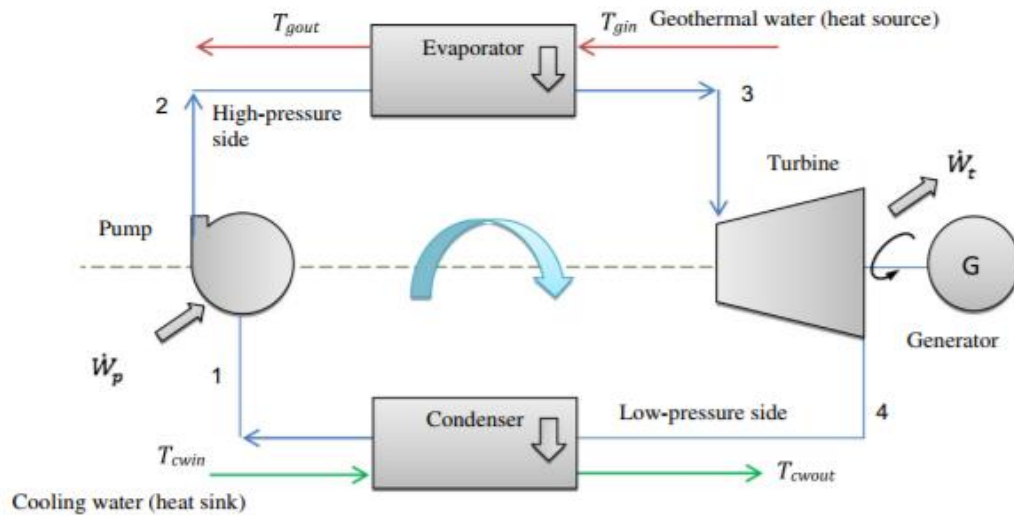 T_gout
T_gin
Geothermal water (heat source)
Evaporator
2
3
High-pressure
side
Turbine
Ẇ_t
Pump
G
Generator
Ẇ_p
1
Condenser
Low-pressure side
4
T_cwin
T_cwout
Cooling water (heat sink)